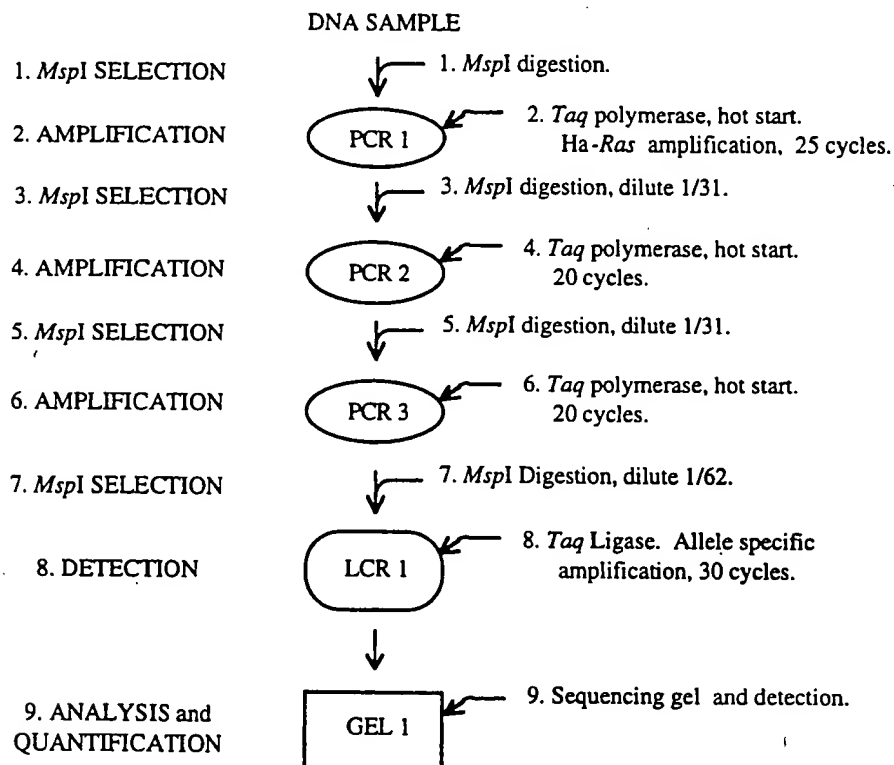 DNA SAMPLE
1. MspI SELECTION
1. MspI digestion.
2. AMPLIFICATION
PCR 1
2. Taq polymerase, hot start.
Ha-Ras amplification, 25 cycles.
3. MspI SELECTION
3. MspI digestion, dilute 1/31.
4. AMPLIFICATION
PCR 2
4. Taq polymerase, hot start.
20 cycles.
5. MspI SELECTION
5. MspI digestion, dilute 1/31.
6. AMPLIFICATION
PCR 3
6. Taq polymerase, hot start.
20 cycles.
7. MspI SELECTION
7. MspI Digestion, dilute 1/62.
8. DETECTION
LCR 1
8. Taq Ligase. Allele specific
amplification, 30 cycles.
9. ANALYSIS and
QUANTIFICATION
GEL 1
9. Sequencing gel and detection.